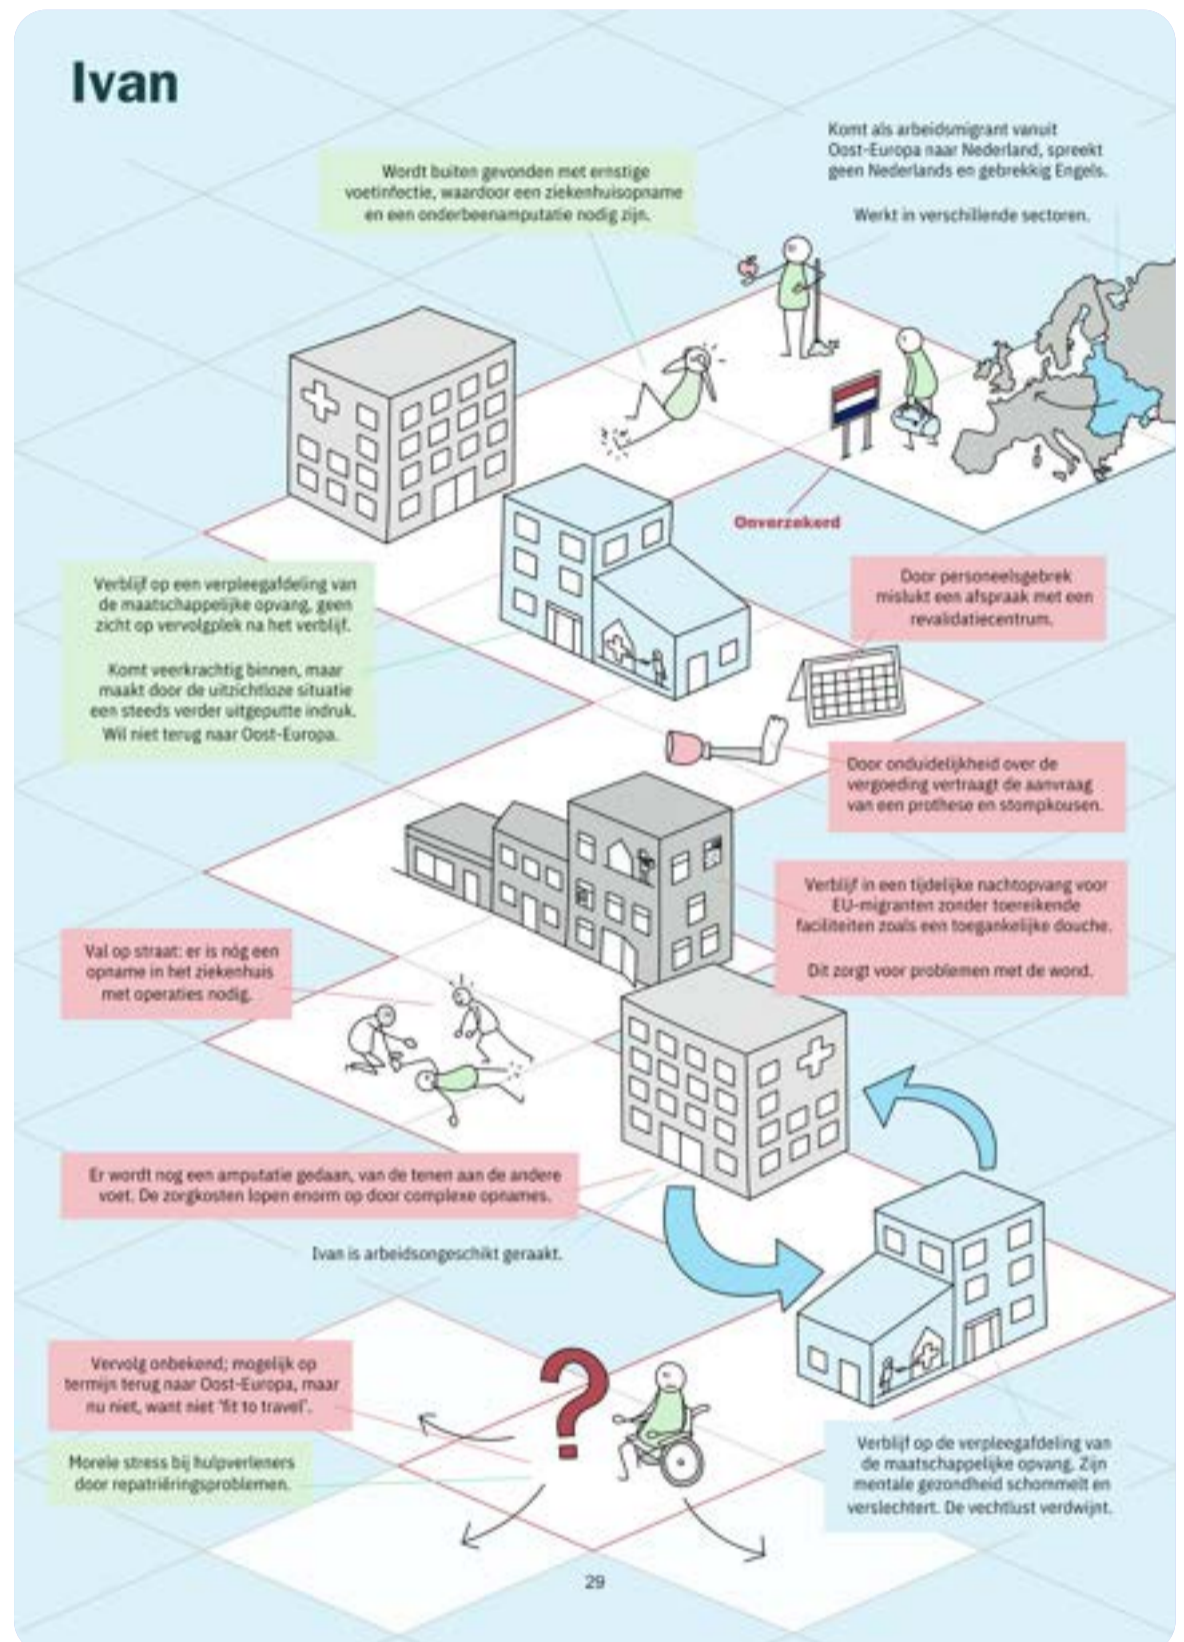 Ivan
Komt als arbeidsmigrant vanuit
Oost-Europa naar Nederland, spreekt
geen Nederlands en gebrekkig Engels.
Werkt in verschillende sectoren.
Wordt buiten gevonden met ernstige
voetinfectie, waardoor een ziekenhuisopname
en een onderbeenamputatie nodig zijn.
Onverzekerd
Verblijf op een verpleegafdeling van
de maatschappelijke opvang, geen
zicht op vervolgplek na het verblijf.
Komt veerkrachtig binnen, maar
maakt door de uitzichtloze situatie
een steeds verder uitgeputte indruk.
Wil niet terug naar Oost-Europa.
Door personeelsgebrek
mislukt een afspraak met een
revalidatiecentrum.
Door onduidelijkheid over de
vergoeding vertraagt de aanvraag
van een prothese en stompkousen.
Verblijf in een tijdelijke nachtopvang voor
EU-migranten zonder toereikende
faciliteiten zoals een toegankelijke douche.
Dit zorgt voor problemen met de wond.
Val op straat: er is nóg een
opname in het ziekenhuis
met operaties nodig.
Er wordt nog een amputatie gedaan, van de tenen aan de andere
voet. De zorgkosten lopen enorm op door complexe opnames.
Ivan is arbeidsongeschikt geraakt.
Verblijf op de verpleegafdeling van
de maatschappelijke opvang. Zijn
mentale gezondheid schommelt en
verslechtert. De vechtlust verdwijnt.
Vervolg onbekend; mogelijk op
termijn terug naar Oost-Europa, maar
nu niet, want niet 'fit to travel'.
Morele stress bij hulpverleners
door repatriëringsproblemen.
29